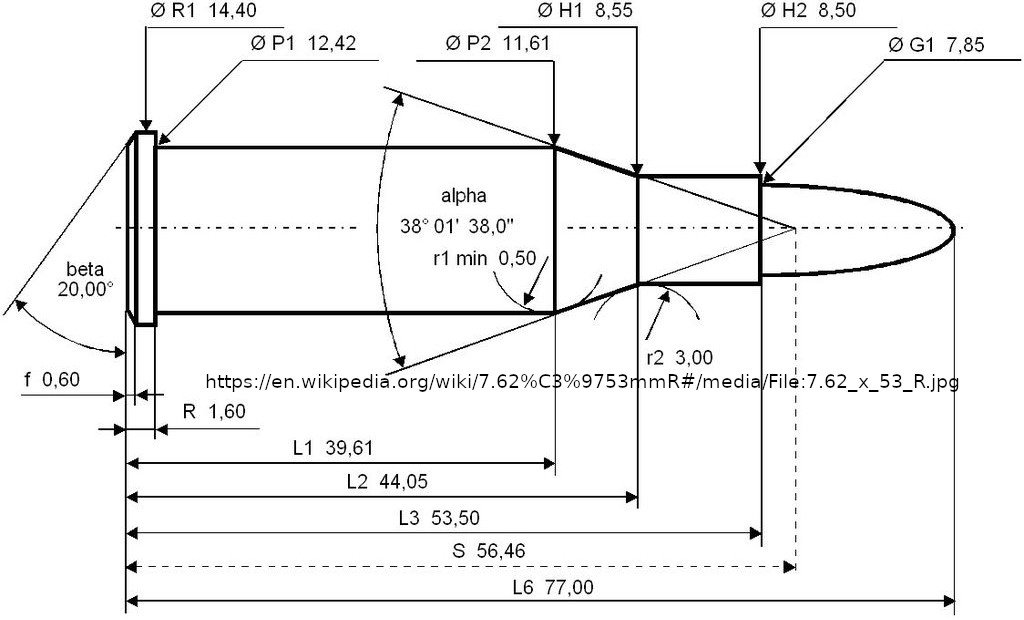 Ø R1 14,40
Ø H1 8,55
Ø H2 8,50
Ø P1 12,42
Ø P2 11,61
Ø G1 7,85
alpha
38° 01' 38,0"
r1 min 0,50
beta
20,00°
r2 3,00
f 0,60
https://en.wikipedia.org/wiki/7.62%C3%9753mmR#/media/File:7.62_x_53_R.jpg
R 1,60
L1 39,61
L2 44,05
L3 53,50
S 56,46
L6 77,00